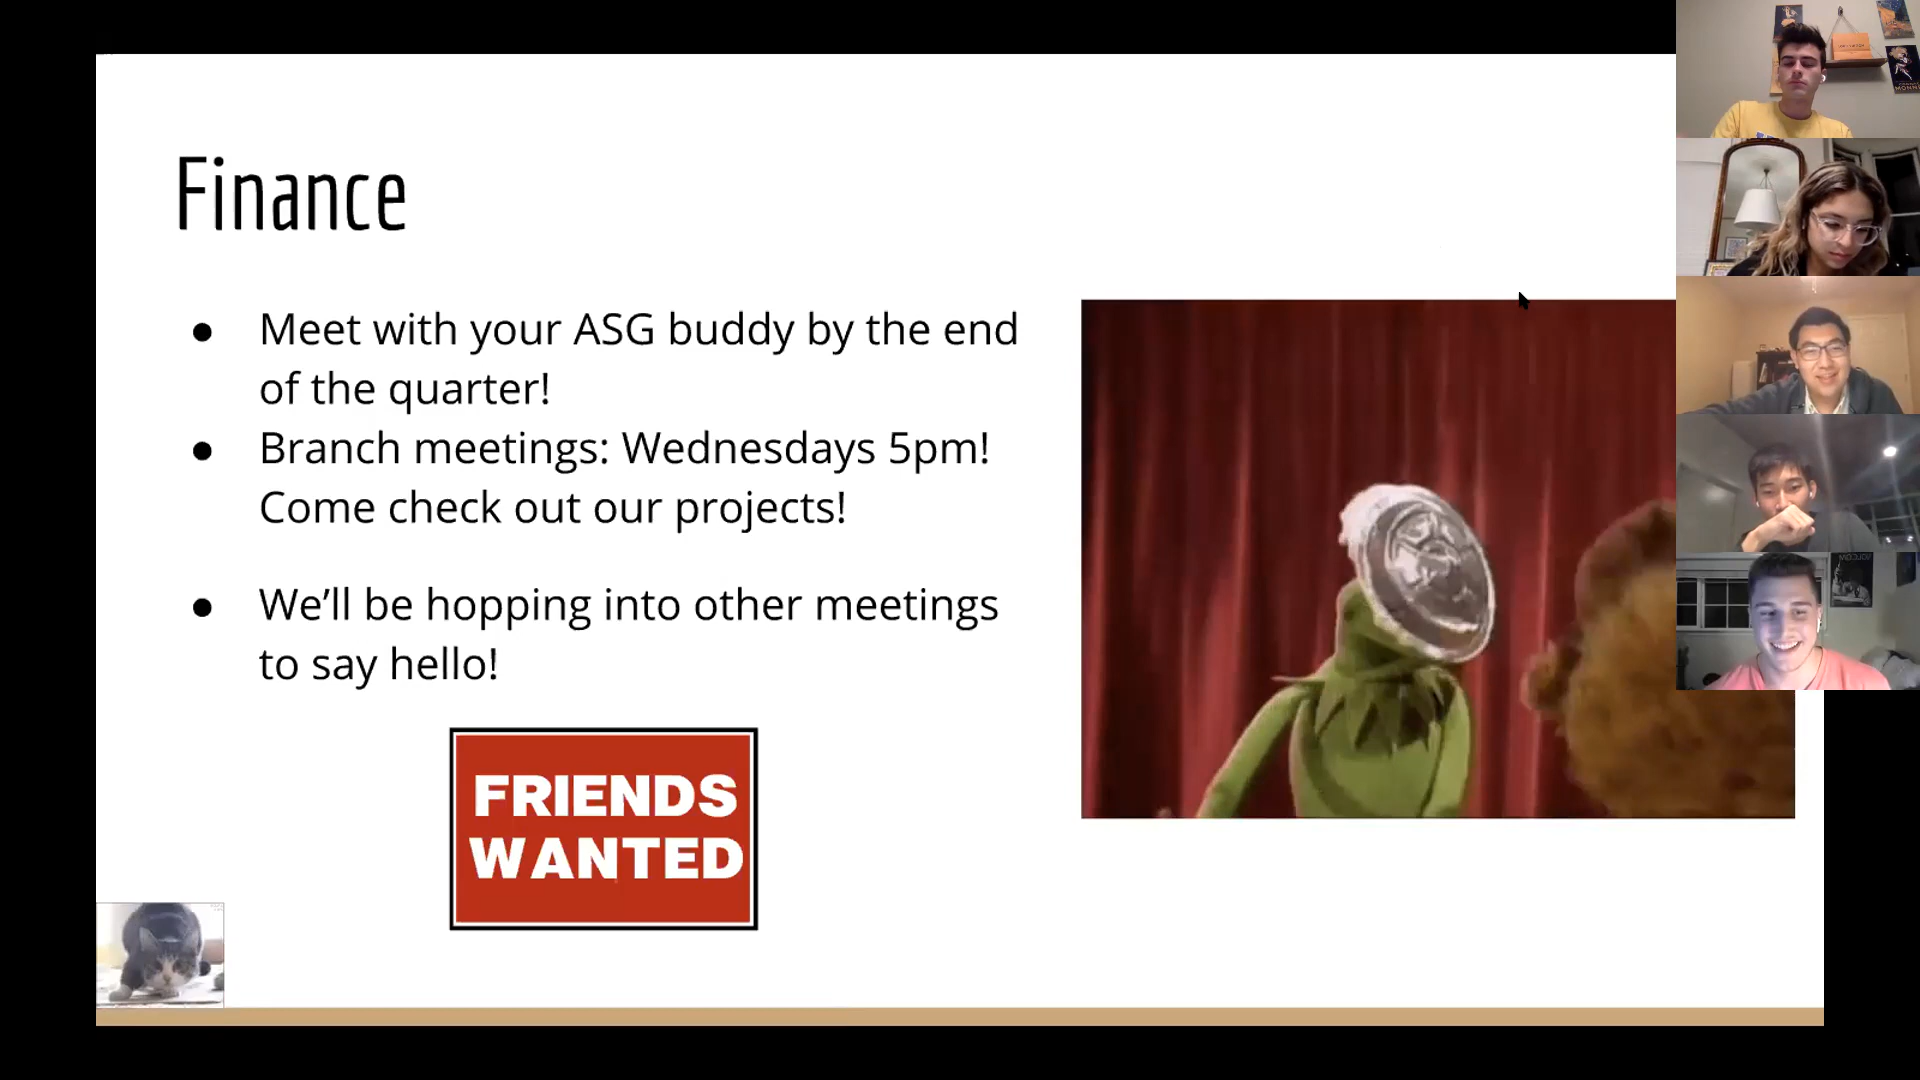 Finance
● Meet with your ASG buddy by the end
of the quarter!
● Branch meetings: Wednesdays 5pm!
Come check out our projects!
● We’ll be hopping into other meetings
to say hello!
FRIENDS
WANTED